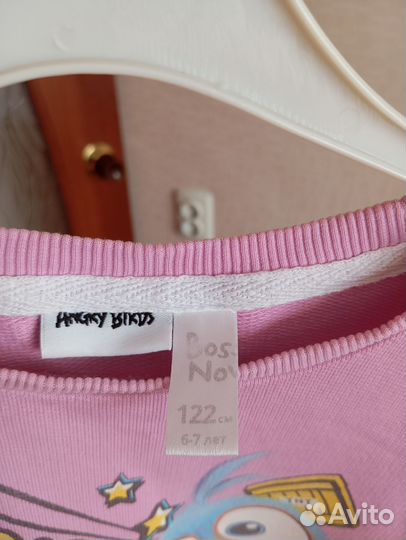 ANGRY BIRDS
Bos
Nov
122 см
6-7 лет
Avito